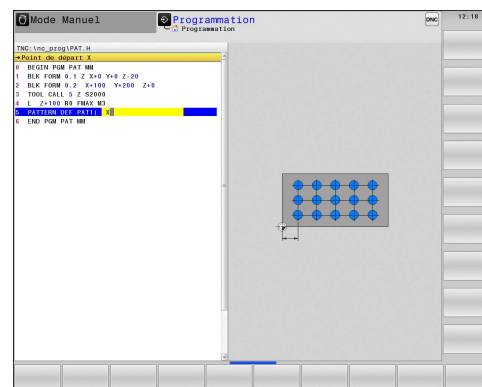 Mode Manuel
Programmation
Programmation
DNC
12:18
TNC:\nc_prog\PAT.H
→Point de départ X
0 BEGIN PGM PAT MM
1 BLK FORM 0.1 Z X+0 Y+0 Z-20
2 BLK FORM 0.2 X+100 Y+200 Z+0
3 TOOL CALL 5 Z S2000
4 L Z+100 R0 FMAX M3
5 PATTERN DEF PAT1( X
6 END PGM PAT MM